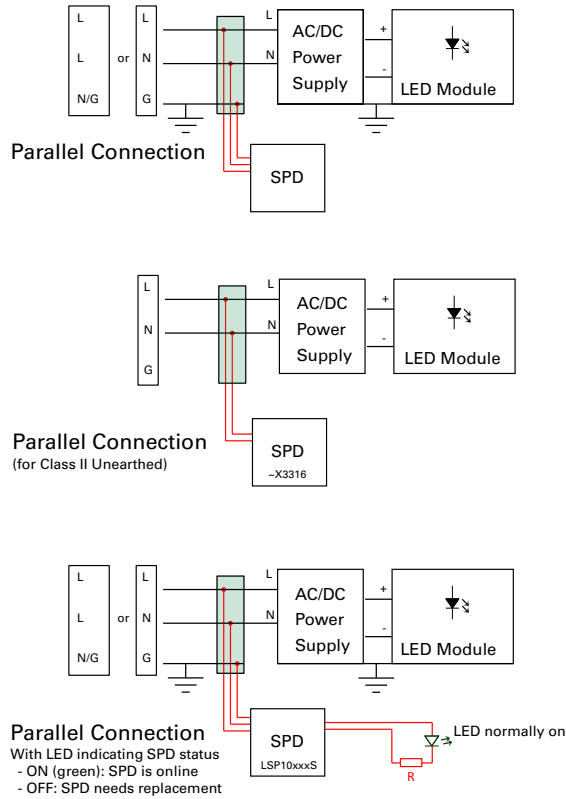 L
L
L
or
N
N/G
G
L
N
AC/DC
Power
Supply
+
-
LED Module
SPD
Parallel Connection
L
N
G
L
N
AC/DC
Power
Supply
+
-
LED Module
SPD
~X3316
Parallel Connection
(for Class II Unearthed)
L
L
L
or
N
N/G
G
L
N
AC/DC
Power
Supply
+
-
LED Module
SPD
LSP10xxxS
LED normally on
R
Parallel Connection
With LED indicating SPD status
- ON (green): SPD is online
- OFF: SPD needs replacement